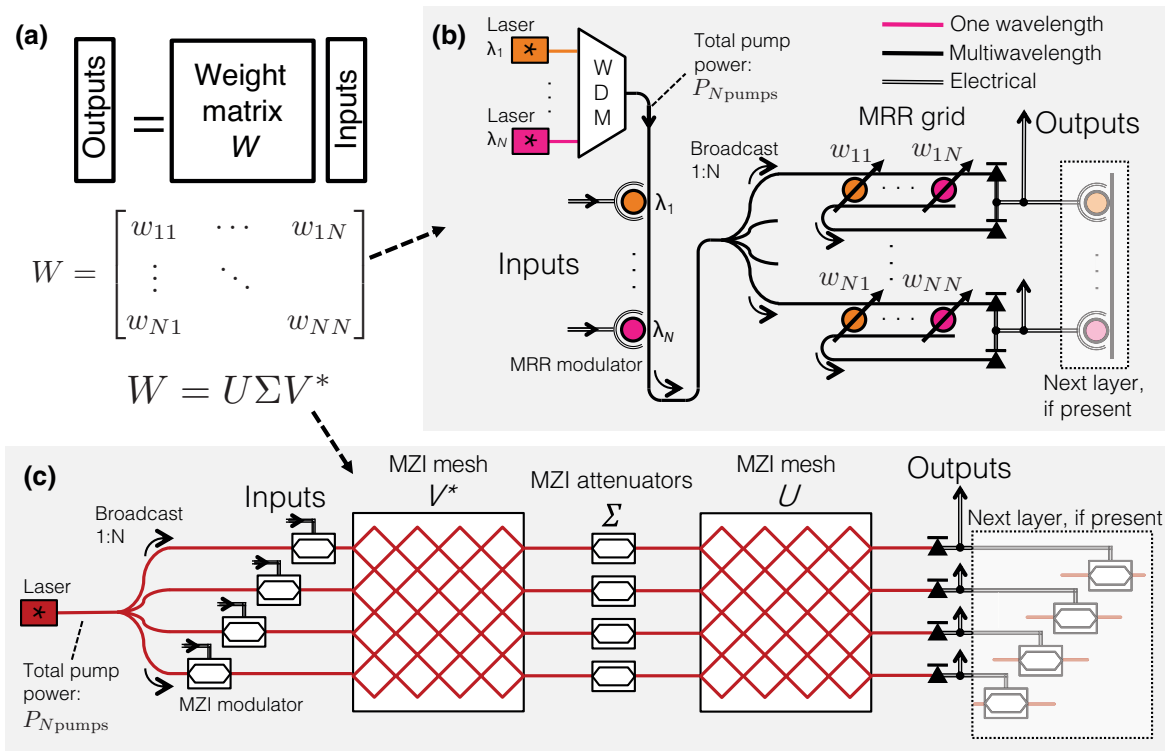 (a)
Outputs
=
Weight
matrix
W
Inputs
W = [ w11 ⋯ w1N
⋮ ⋱
wN1 wNN ]
W = UΣV*
(b)
Laser
λ1
*
Laser
λN
*
W
D
M
Total pump
power:
PNpumps
One wavelength
Multiwavelength
Electrical
Inputs
λ1
λN
MRR modulator
Broadcast
1:N
MRR grid
w11
w1N
wN1
wNN
Outputs
Next layer,
if present
(c)
Laser
*
Total pump
power:
PNpumps
Broadcast
1:N
Inputs
MZI modulator
MZI mesh
V*
MZI attenuators
Σ
MZI mesh
U
Outputs
Next layer, if present